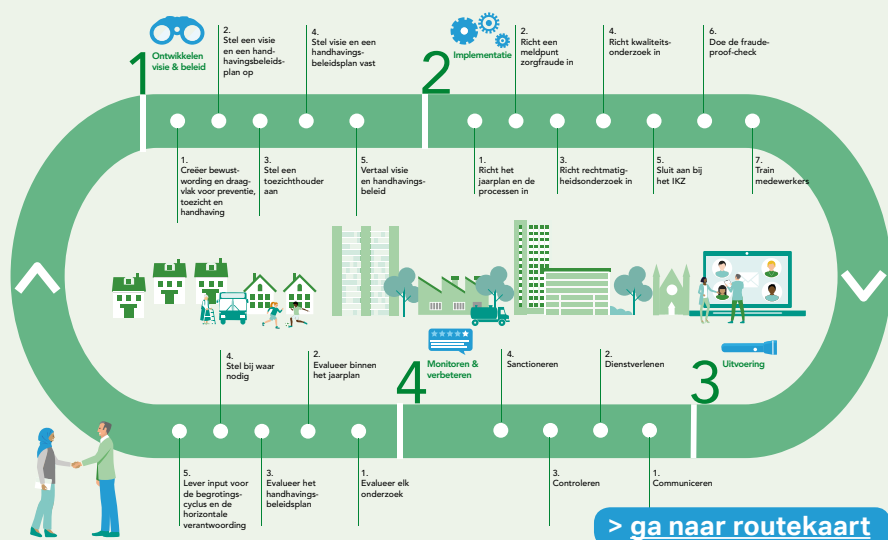 1
Ontwikkelen
visie & beleid
2.
Stel een visie
en een hand-
havingsbeleids-
plan op
4.
Stel visie en een
handhavings-
beleidsplan vast
1.
Creëer bewust-
wording en draag-
vlak voor preventie,
toezicht en
handhaving
3.
Stel een
toezichthouder
aan
5.
Vertaal visie
en handhavings-
beleid
2
Implementatie
2.
Richt een
meldpunt
zorgfraude in
4.
Richt kwaliteits-
onderzoek in
6.
Doe de fraude-
proof-check
1.
Richt het
jaarplan en de
processen in
3.
Richt rechtmatig-
heidsonderzoek in
5.
Sluit aan bij
het IKZ
7.
Train
medewerkers
3
Uitvoering
2.
Dienstverlenen
4.
Sanctioneren
1.
Communiceren
3.
Controleren
4
Monitoren &
verbeteren
2.
Evalueer binnen
het jaarplan
4.
Stel bij waar
nodig
1.
Evalueer elk
onderzoek
3.
Evalueer het
handhavings-
beleidsplan
5.
Lever input voor
de begrotings-
cyclus en de
horizontale
verantwoording
> ga naar routekaart